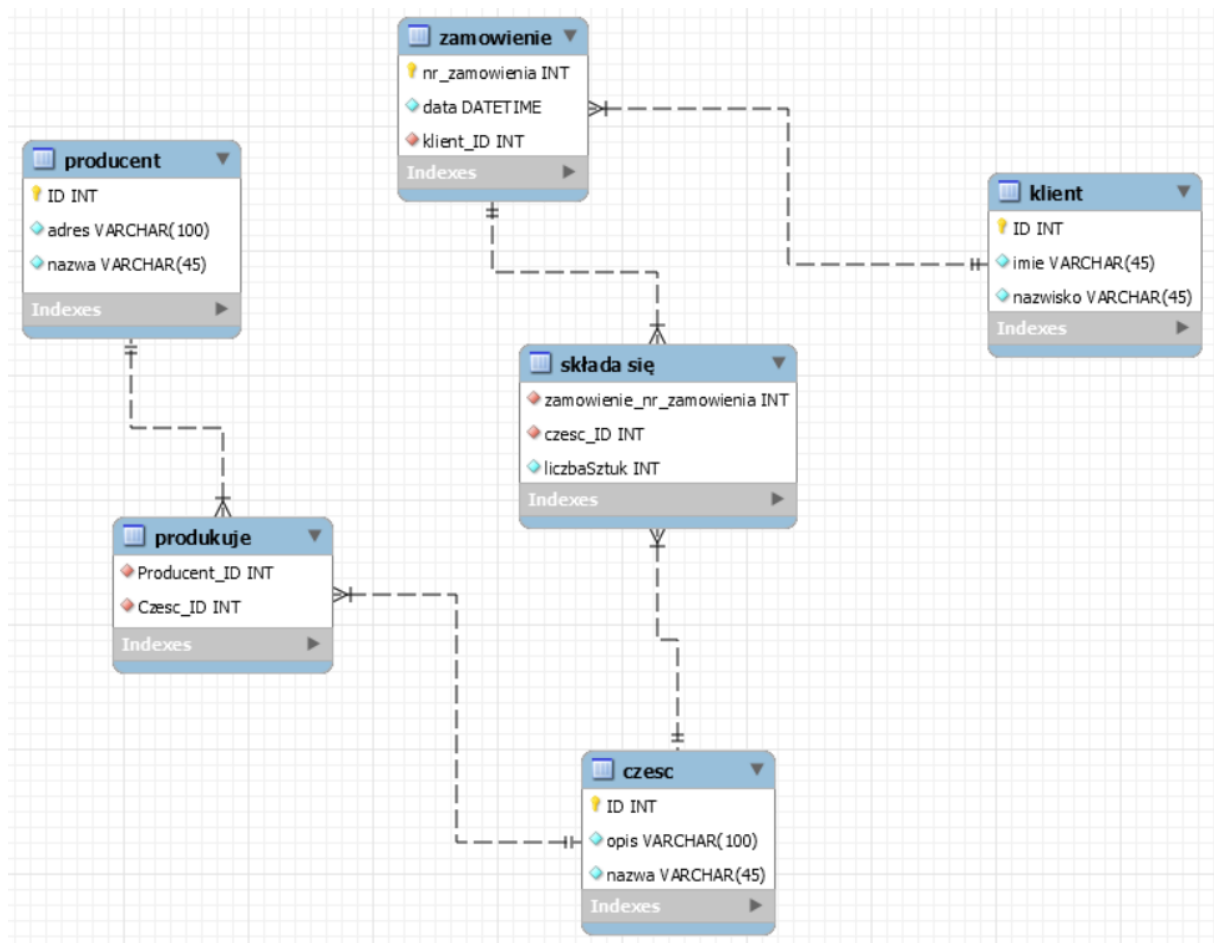 zamowienie
nr_zamowienia INT
data DATETIME
klient_ID INT
Indexes
producent
ID INT
adres VARCHAR(100)
nazwa VARCHAR(45)
Indexes
klient
ID INT
imie VARCHAR(45)
nazwisko VARCHAR(45)
Indexes
składa się
zamowienie_nr_zamowienia INT
czesc_ID INT
liczbaSztuk INT
Indexes
produkuje
Producent_ID INT
Czesc_ID INT
Indexes
czesc
ID INT
opis VARCHAR(100)
nazwa VARCHAR(45)
Indexes